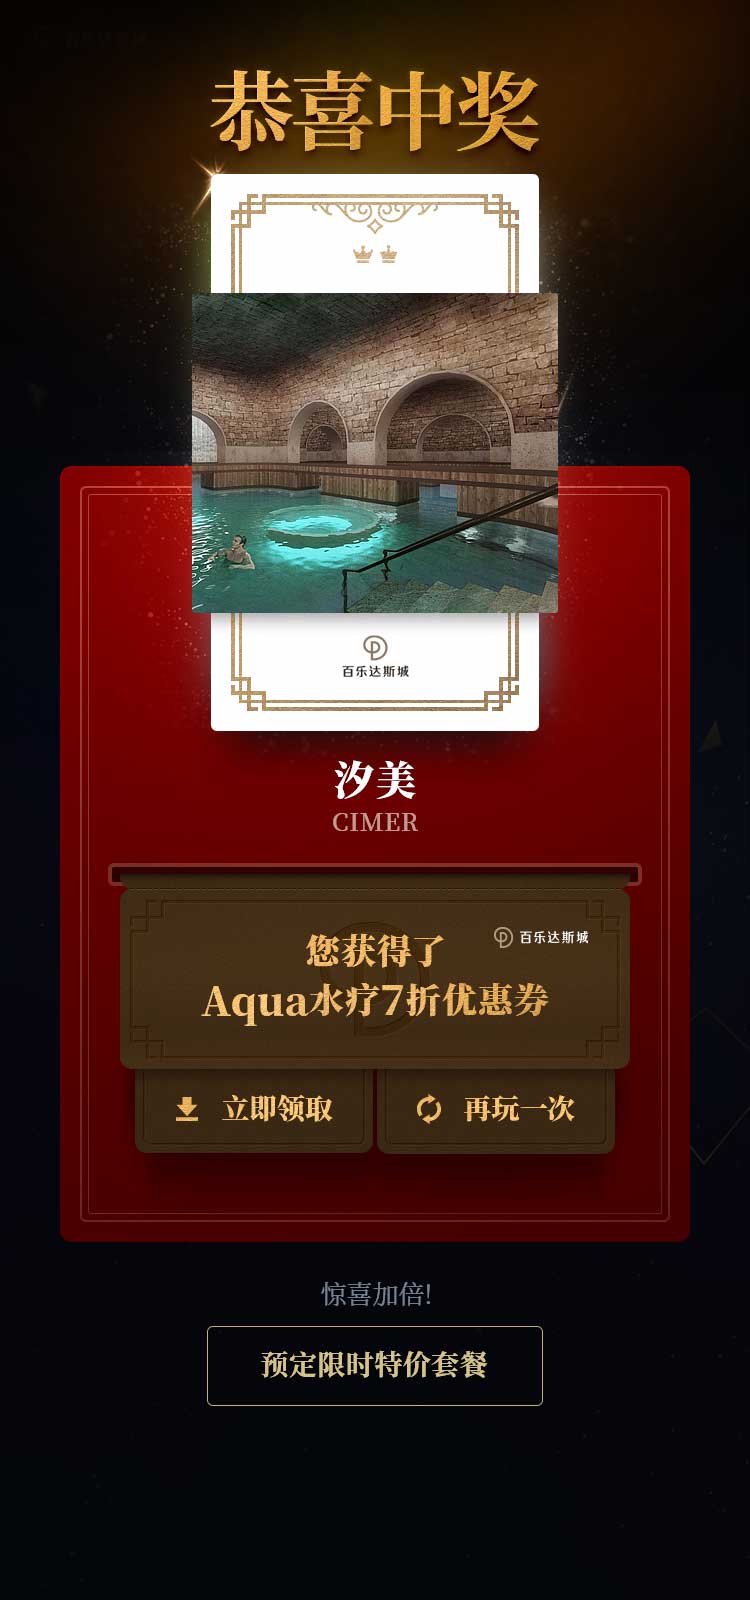 恭喜中奖
百乐达斯城
汐美
CIMER
百乐达斯城
您获得了
Aqua水疗7折优惠券
立即领取
再玩一次
惊喜加倍!
预定限时特价套餐